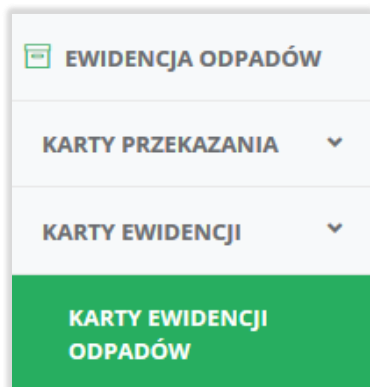 EWIDENCJA ODPADÓW
KARTY PRZEKAZANIA
KARTY EWIDENCJI
KARTY EWIDENCJI
ODPADÓW